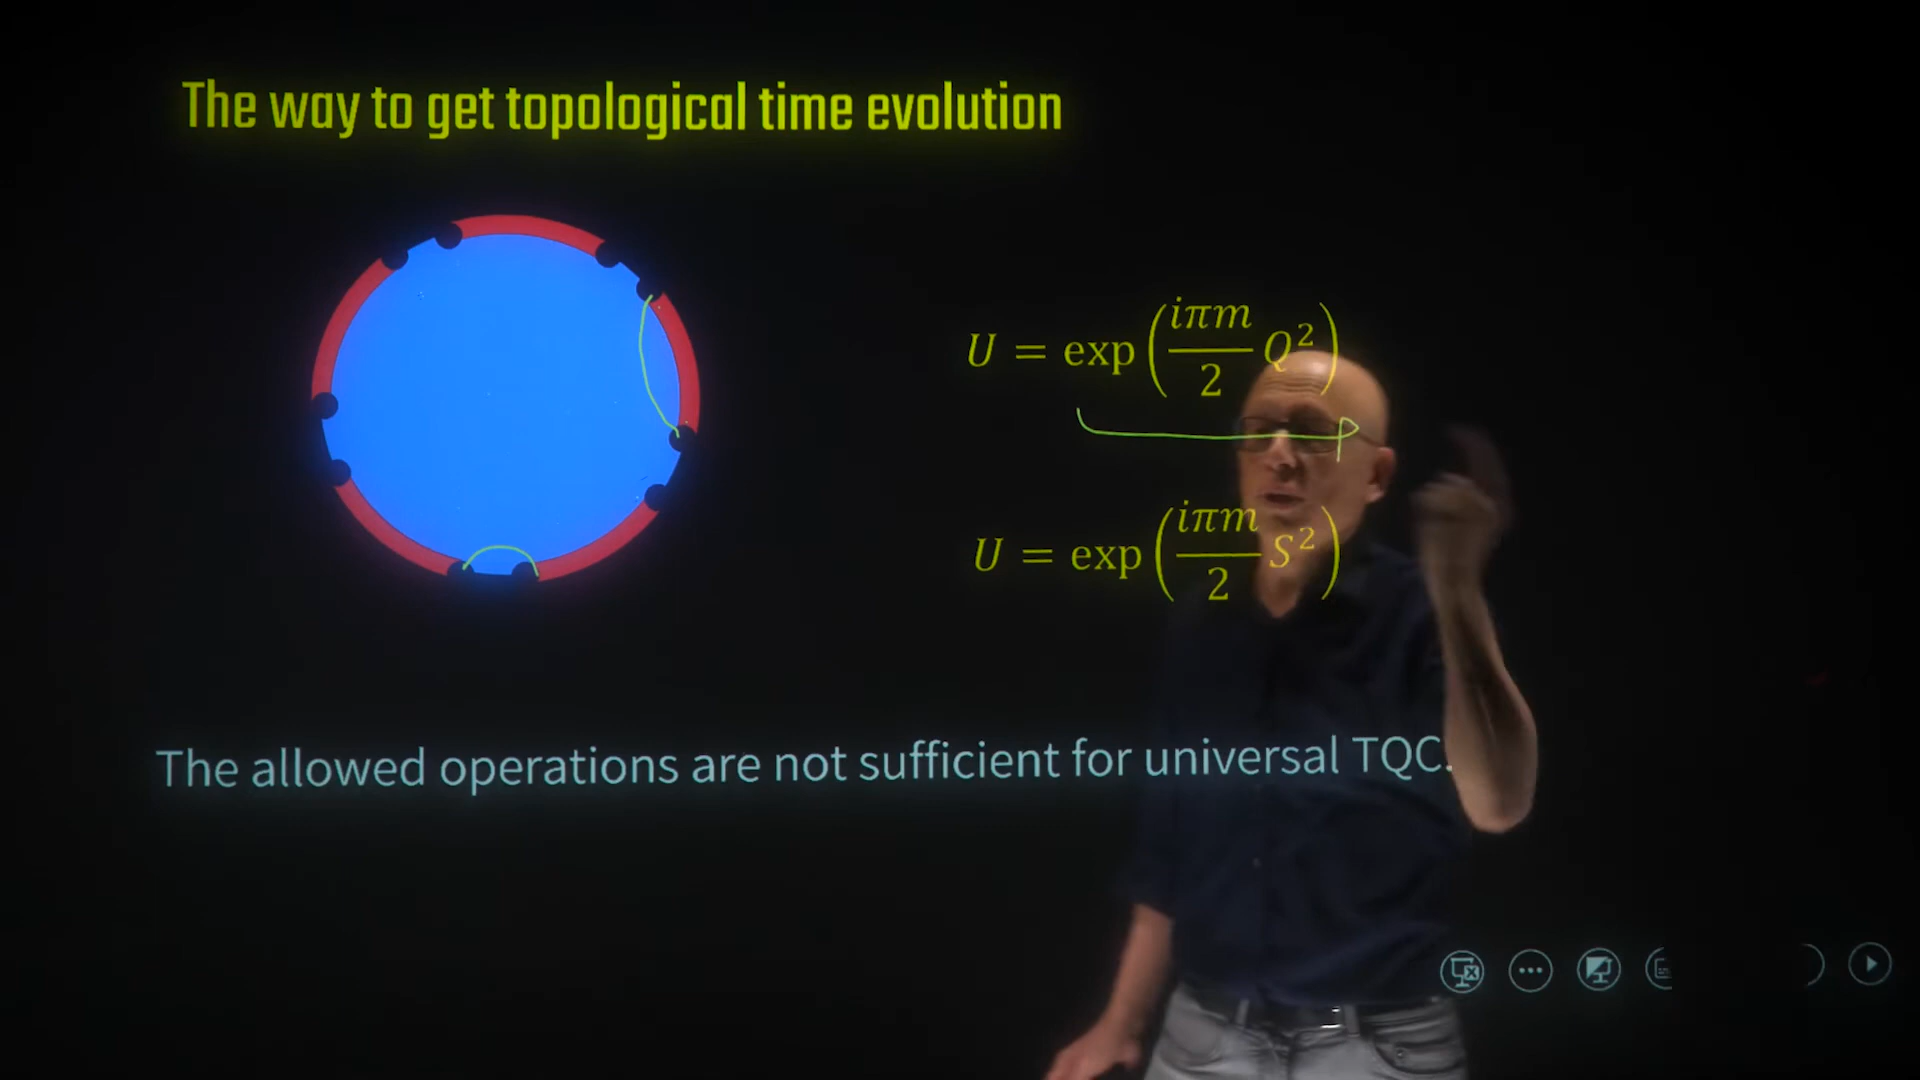 The way to get topological time evolution
U = exp(iπm/2 Q²)
U = exp(iπm/2 S²)
The allowed operations are not sufficient for universal TQC.